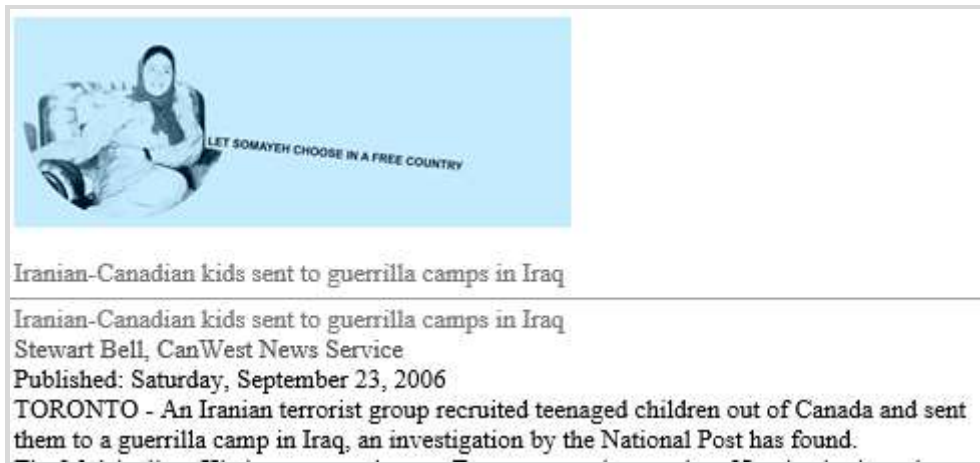 LET SOMAYEH CHOOSE IN A FREE COUNTRY
Iranian-Canadian kids sent to guerrilla camps in Iraq
Iranian-Canadian kids sent to guerrilla camps in Iraq
Stewart Bell, CanWest News Service
Published: Saturday, September 23, 2006
TORONTO - An Iranian terrorist group recruited teenaged children out of Canada and sent
them to a guerrilla camp in Iraq, an investigation by the National Post has found.